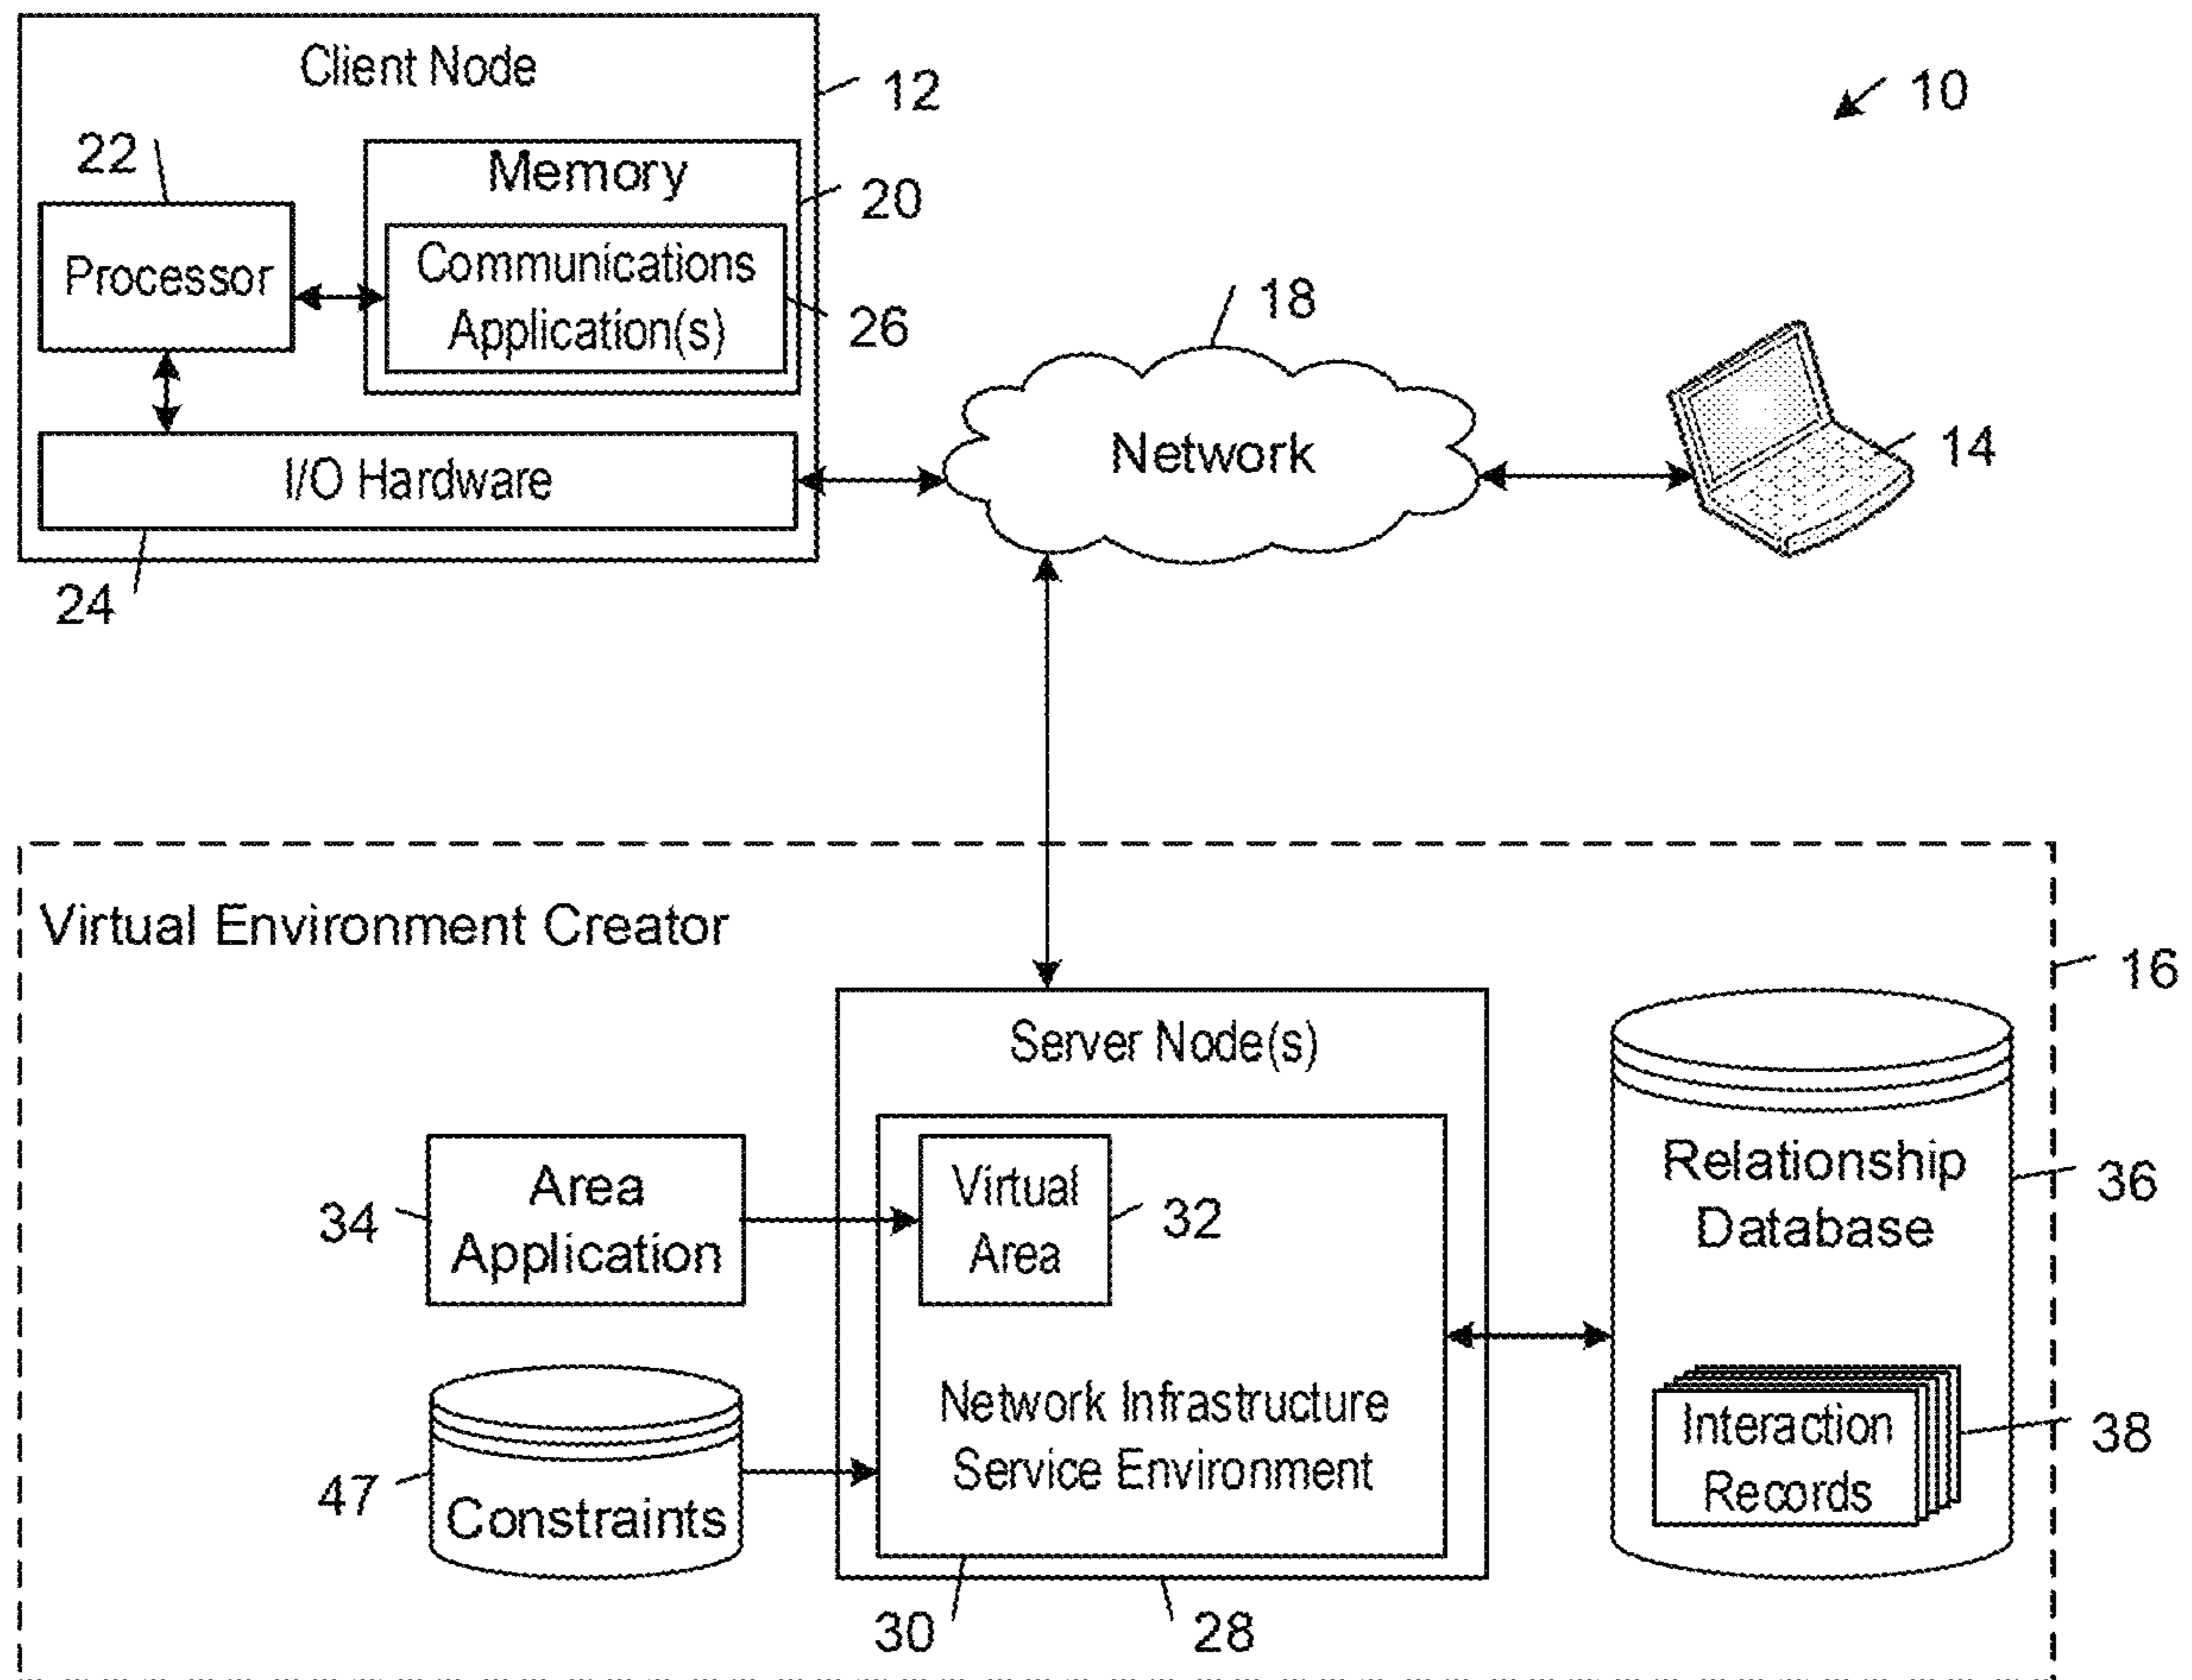 Client Node
12
10
22
Memory
20
Processor
Communications
Application(s)
26
18
I/O Hardware
Network
14
24
Virtual Environment Creator
16
Server Node(s)
34
Area
Application
Virtual
Area
32
Relationship
Database
36
47
Constraints
Network Infrastructure
Service Environment
Interaction
Records
38
30
28